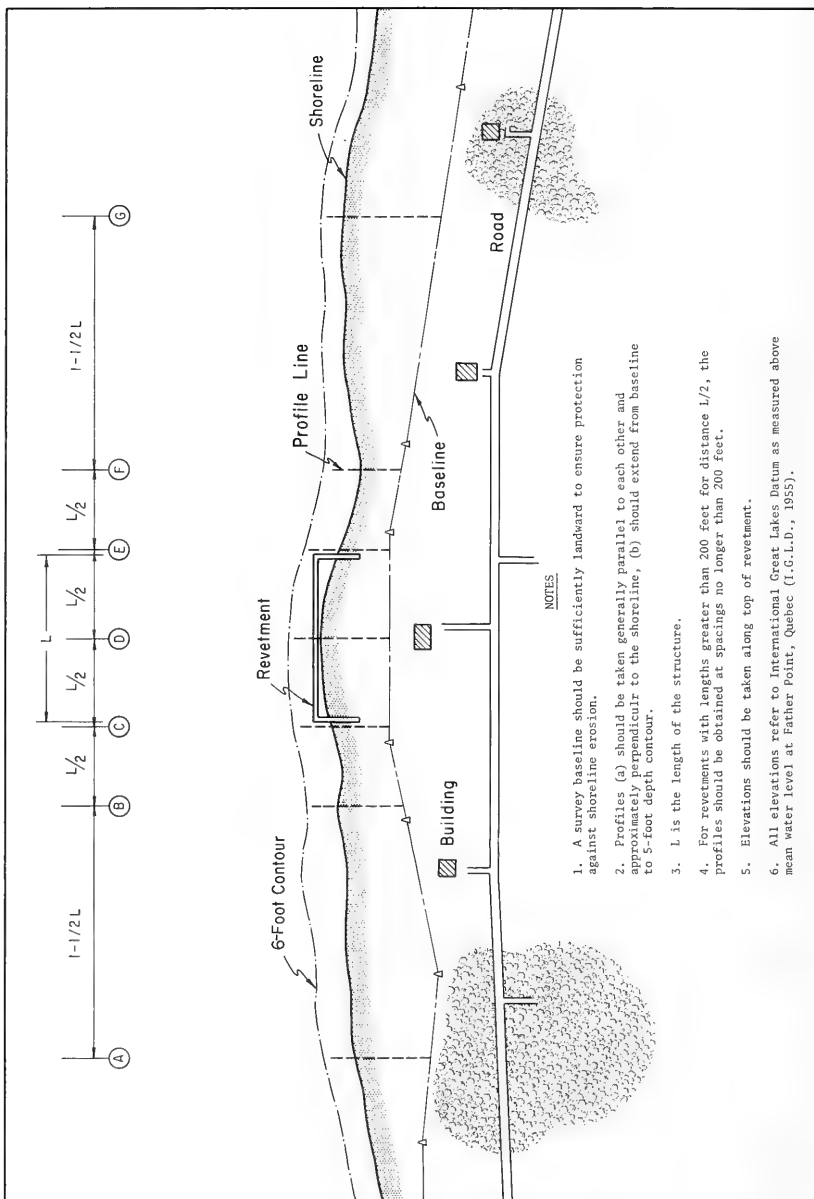 L
1-1/2 L
L/2
L/2
L/2
L/2
1-1/2 L
A
B
C
D
E
F
G
6-Foot Contour
Revetment
Profile Line
Shoreline
Building
Baseline
Road
NOTES
1. A survey baseline should be sufficiently landward to ensure protection
against shoreline erosion.
2. Profiles (a) should be taken generally parallel to each other and
approximately perpendiculr to the shoreline, (b) should extend from baseline
to 5-foot depth contour.
3. L is the length of the structure.
4. For revetments with lengths greater than 200 feet for distance L/2, the
profiles should be obtained at spacings no longer than 200 feet.
5. Elevations should be taken along top of revetment.
6. All elevations refer to International Great Lakes Datum as measured above
mean water level at Father Point, Quebec (I.G.L.D., 1955).